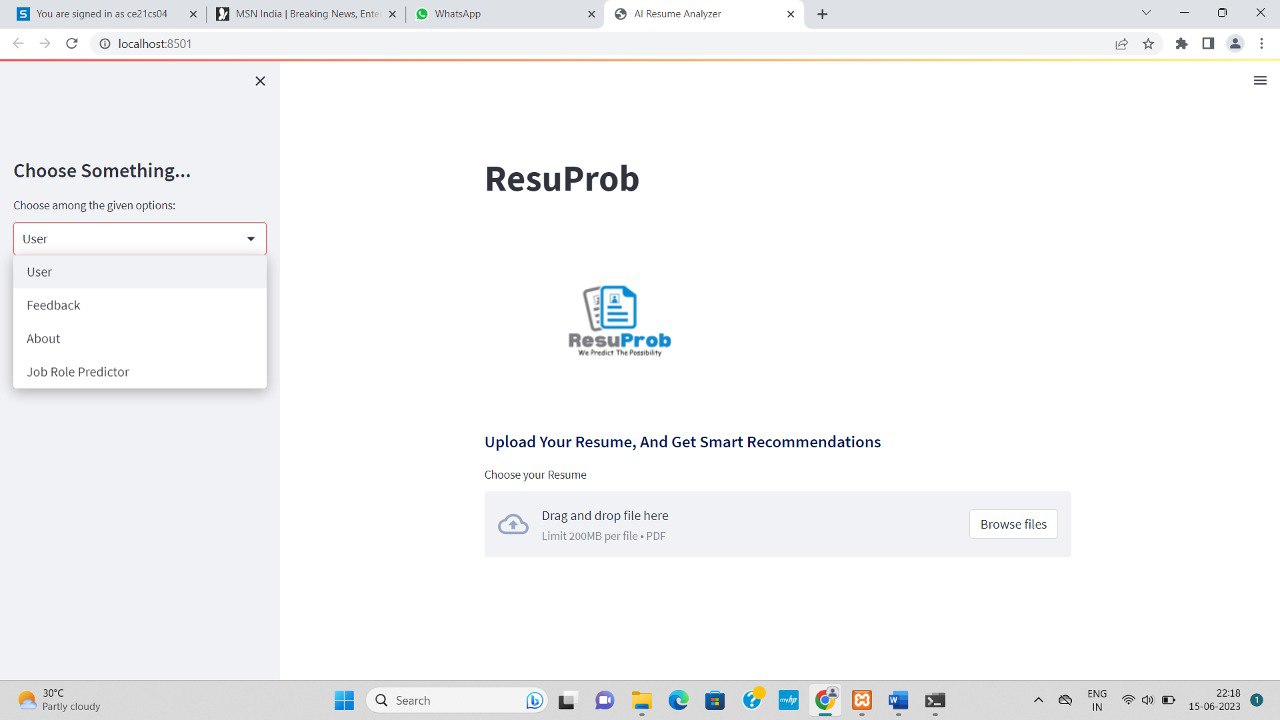 S You are signed in as ce21cs04
MSN India | Breaking News, Ente
WhatsApp
AI Resume Analyzer
localhost:8501
Choose Something...
Choose among the given options:
User
User
Feedback
About
Job Role Predictor
ResuProb
ResuProb
We Predict The Possibility
Upload Your Resume, And Get Smart Recommendations
Choose your Resume
Drag and drop file here
Limit 200MB per file • PDF
Browse files
30°C
Partly cloudy
Search
myhp
ENG
IN
22:18
15-06-2023
1